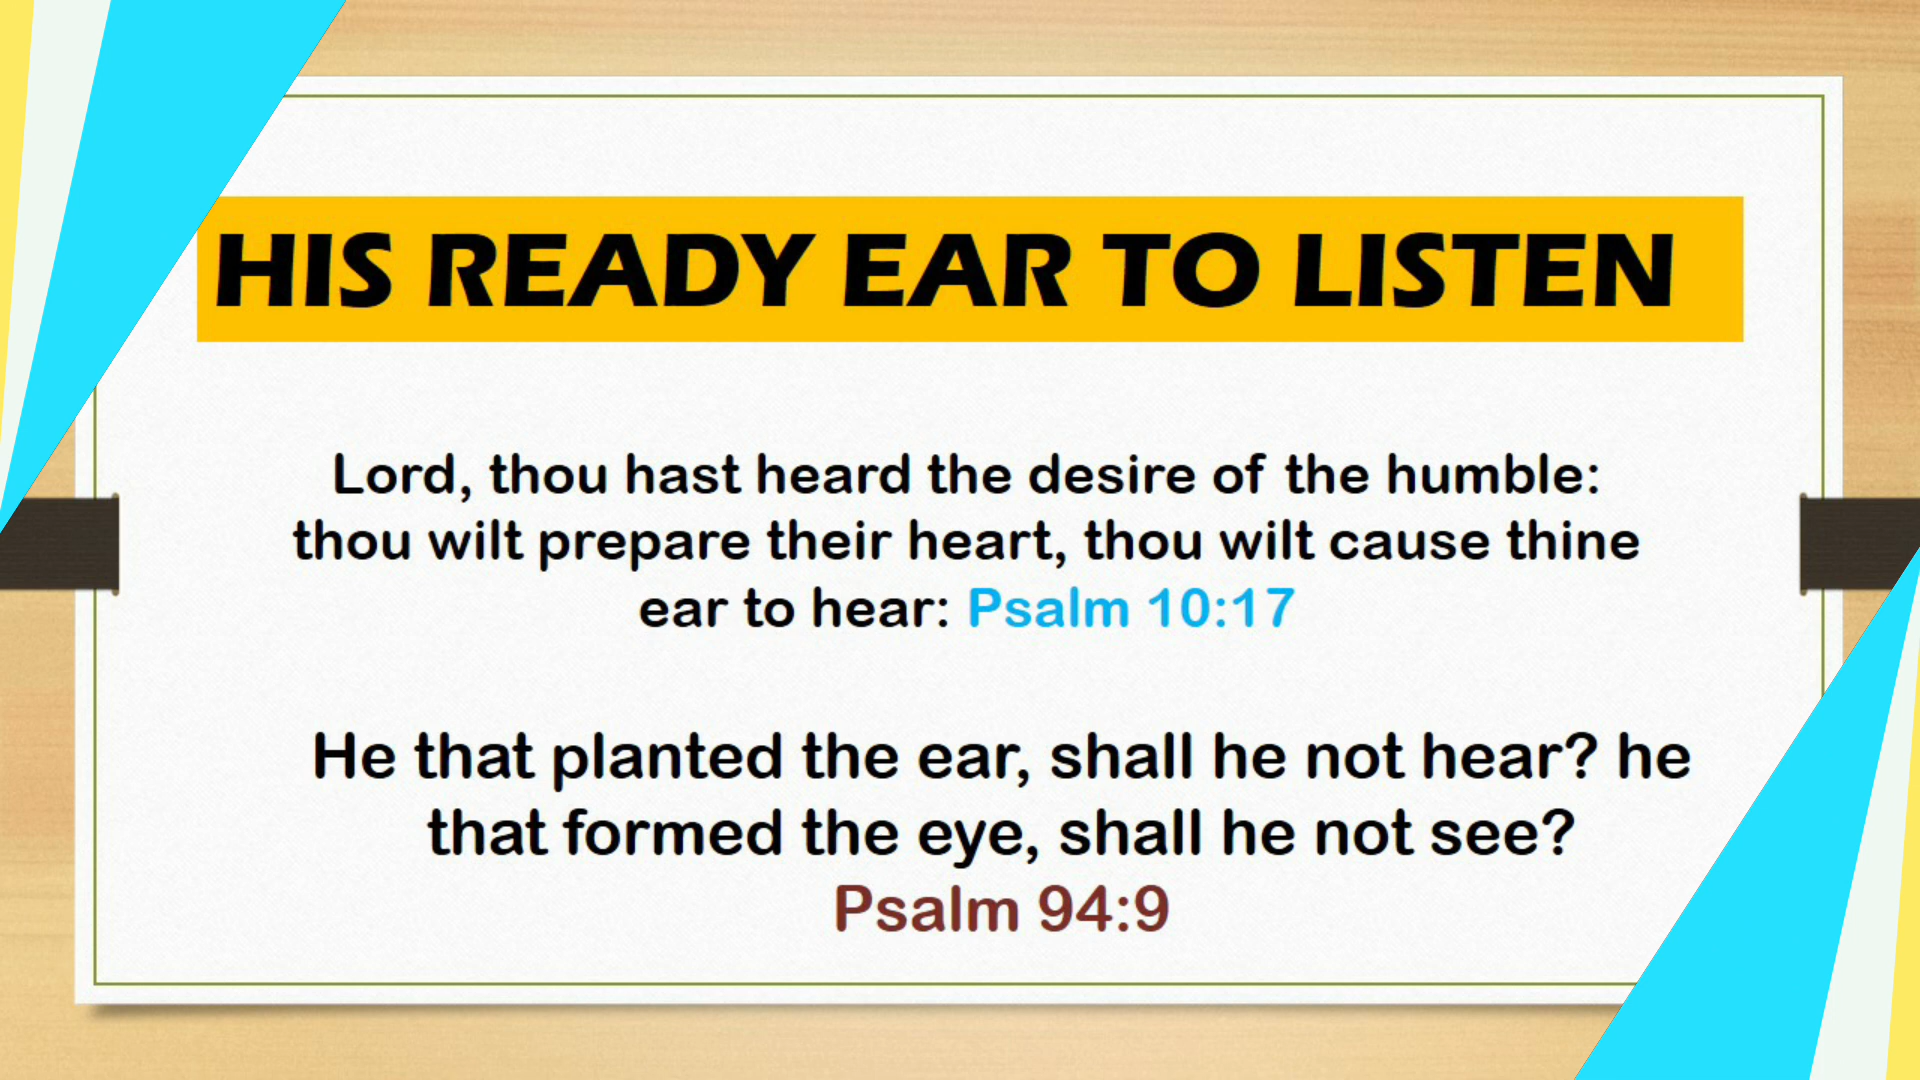 HIS READY EAR TO LISTEN
Lord, thou hast heard the desire of the humble:
thou wilt prepare their heart, thou wilt cause thine
ear to hear: Psalm 10:17
He that planted the ear, shall he not hear? he
that formed the eye, shall he not see?
Psalm 94:9